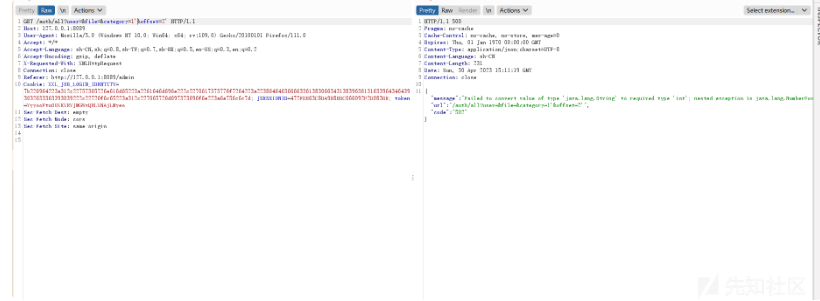 Pretty Raw \n Actions
1 GET /auth/all?user=&file=&category=1'&offset=2' HTTP/1.1
2 Host: 127.0.0.1:8089
3 User-Agent: Mozilla/5.0 (Windows NT 10.0; Win64; x64; rv:109.0) Gecko/20100101 Firefox/111.0
4 Accept: */*
5 Accept-Language: zh-CN,zh;q=0.8,zh-TW;q=0.7,zh-HK;q=0.5,en-US;q=0.3,en;q=0.2
6 Accept-Encoding: gzip, deflate
7 X-Requested-With: XMLHttpRequest
8 Connection: close
9 Referer: http://127.0.0.1:8089/admin
10 Cookie: XXL_JOB_LOGIN_IDENTITY=
11 Sec-Fetch-Dest: empty
12 Sec-Fetch-Mode: cors
13 Sec-Fetch-Site: same-origin
14
15
Pretty Raw Render \n Actions
Select extension...
1 HTTP/1.1 500
2 Pragma: no-cache
3 Cache-Control: no-cache, no-store, max-age=0
4 Expires: Thu, 01 Jan 1970 00:00:00 GMT
5 Content-Type: application/json;charset=UTF-8
6 Content-Language: zh-CN
7 Content-Length: 221
8 Date: Sun, 30 Apr 2023 15:11:19 GMT
9 Connection: close
10
11 {
"message":"Failed to convert value of type 'java.lang.String' to required type 'int'; nested exception is java.lang.NumberFor
"url":"/auth/all?user=&file=&category=1'&offset=2'",
"code":"502"
}
先知社区